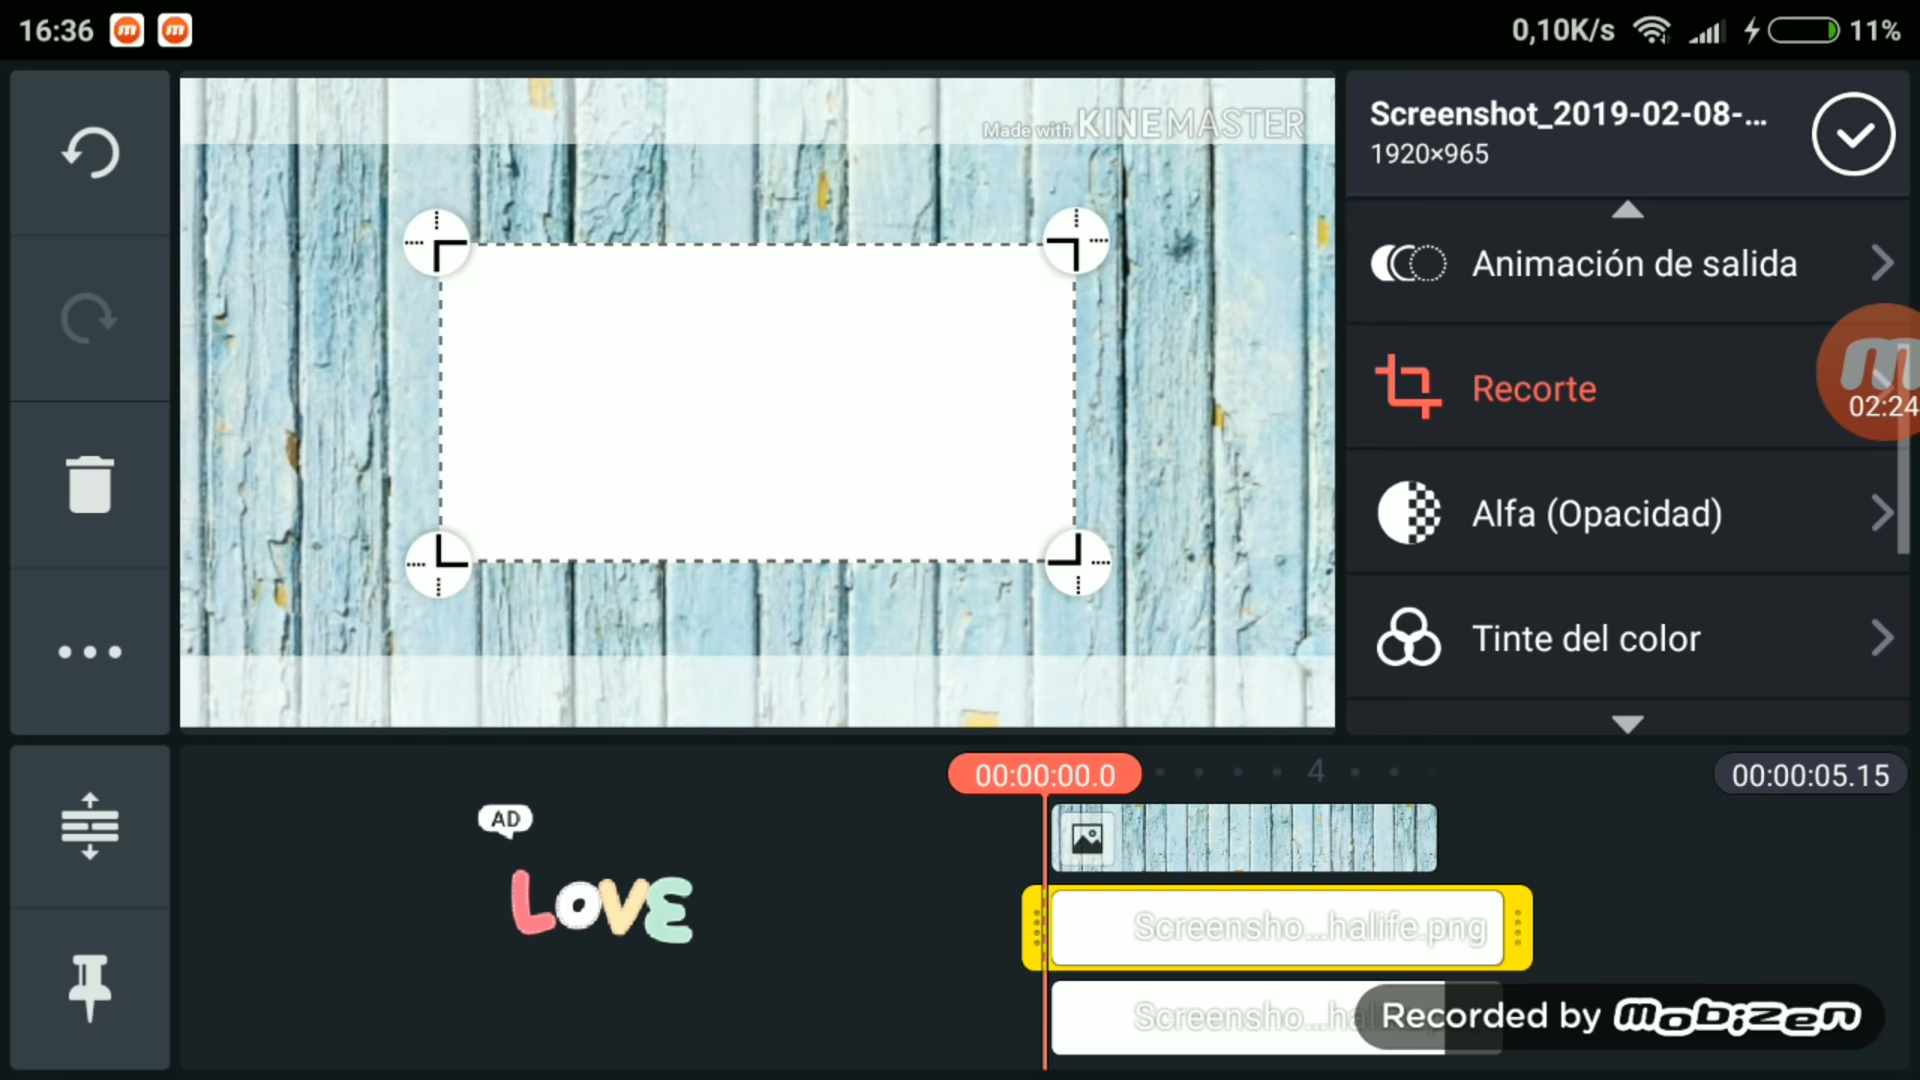 16:36
0,10K/s
11%
Made with KINEMASTER
Screenshot_2019-02-08-...
1920×965
Animación de salida
Recorte
02:24
Alfa (Opacidad)
Tinte del color
00:00:00.0
4
00:00:05.15
AD
LOVE
Screensho...halife.png
Screensho...ha
Recorded by mobizen